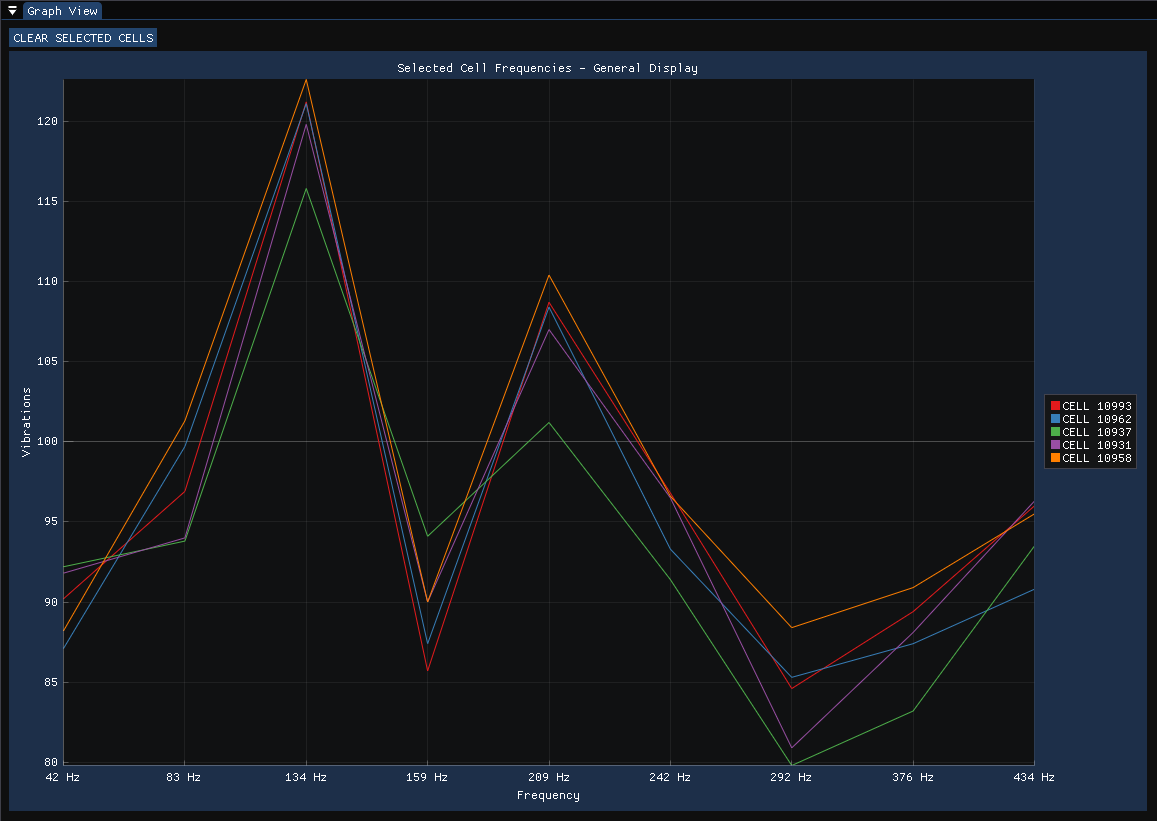 Graph View
CLEAR SELECTED CELLS
Selected Cell Frequencies - General Display
120
115
110
105
100
95
90
85
80
Vibrations
42 Hz 83 Hz 134 Hz 159 Hz 209 Hz 242 Hz 292 Hz 376 Hz 434 Hz
Frequency
CELL 10993
CELL 10962
CELL 10937
CELL 10931
CELL 10958